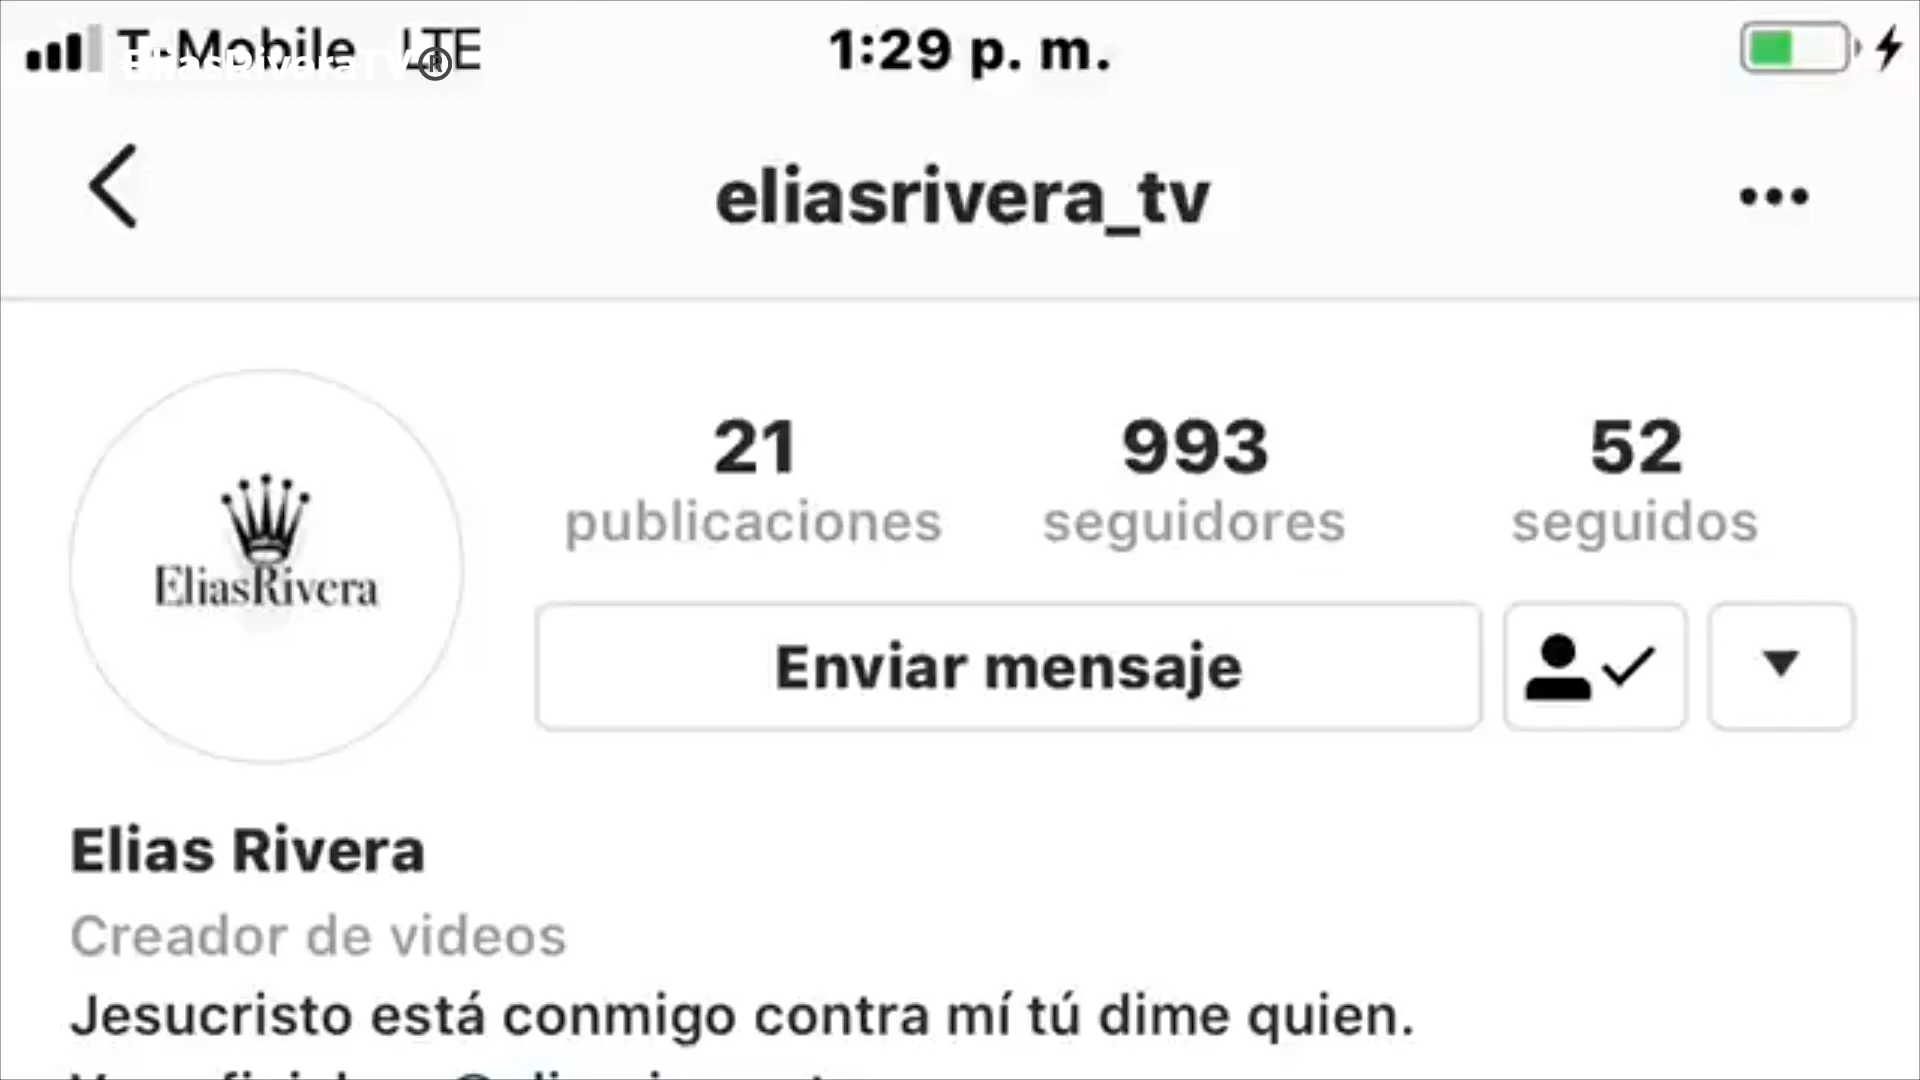 T-Mobile LTE
EliasRiveraTV®
1:29 p. m.
eliasrivera_tv
21
publicaciones
993
seguidores
52
seguidos
EliasRivera
Enviar mensaje
Elias Rivera
Creador de videos
Jesucristo está conmigo contra mí tú dime quien.